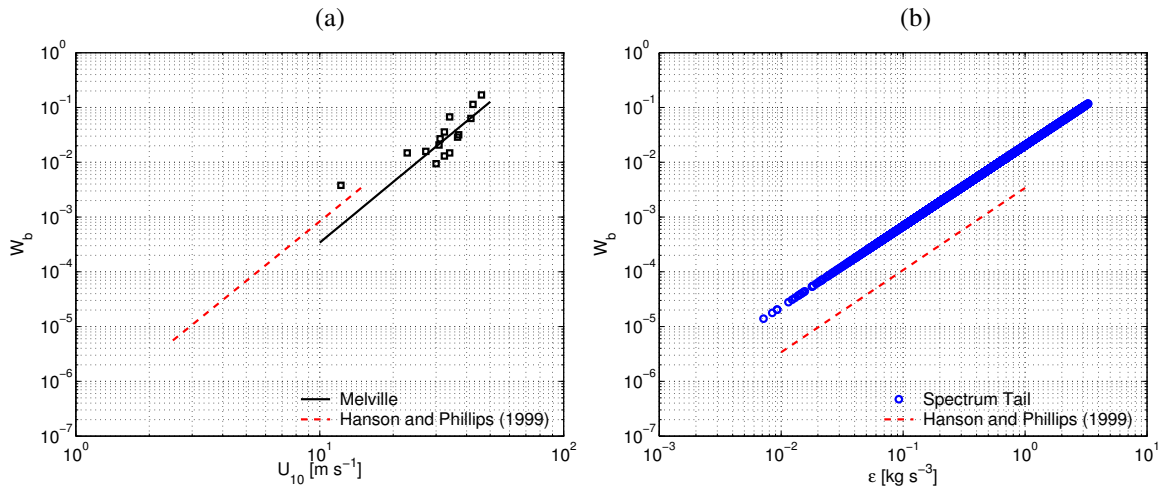 (a)
10^0
10^-1
10^-2
10^-3
10^-4
10^-5
10^-6
10^-7
W_b
Melville
Hanson and Phillips (1999)
10^0 10^1 10^2
U_10 [m s^-1]
(b)
10^0
10^-1
10^-2
10^-3
10^-4
10^-5
10^-6
10^-7
W_b
Spectrum Tail
Hanson and Phillips (1999)
10^-3 10^-2 10^-1 10^0 10^1
ε [kg s^-3]